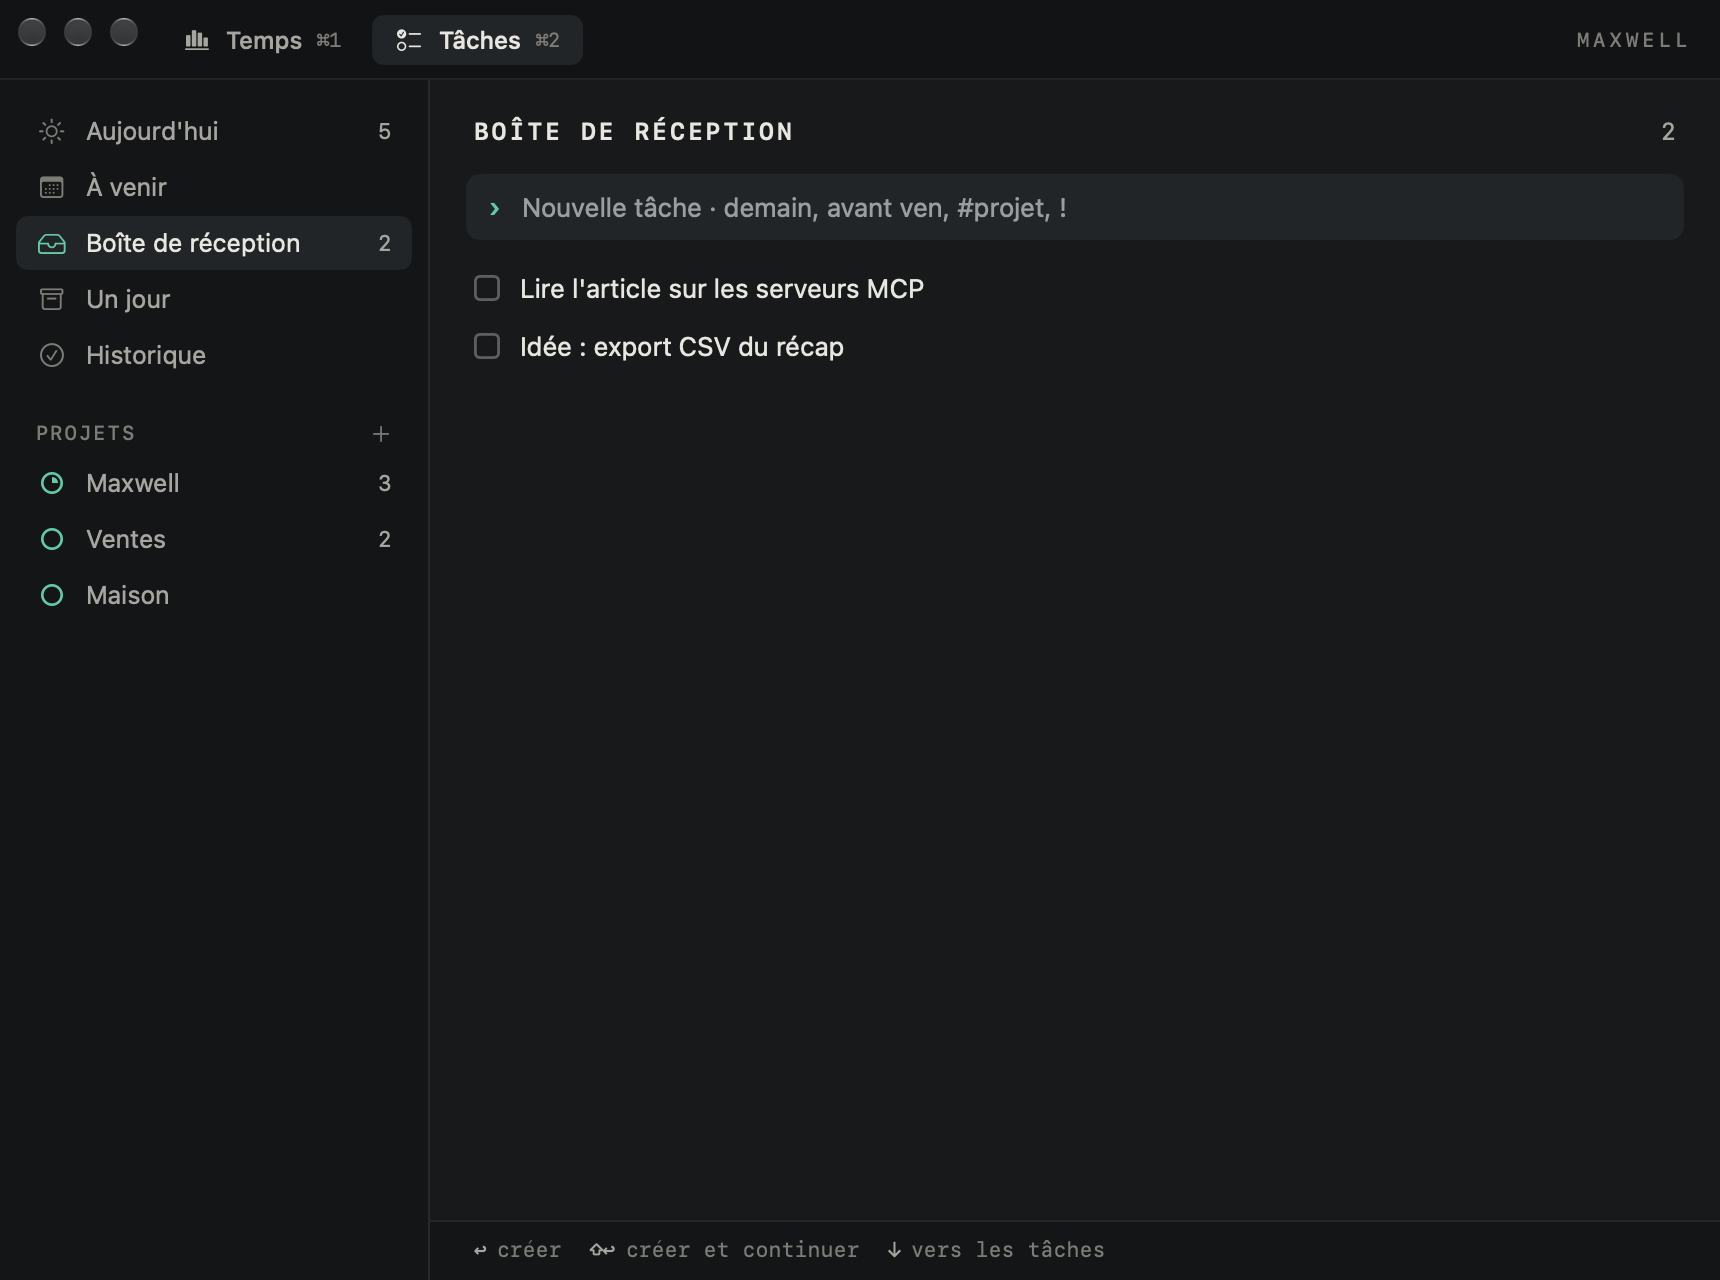 Temps ⌘1
Tâches ⌘2
MAXWELL
Aujourd'hui 5
À venir
Boîte de réception 2
Un jour
Historique
PROJETS +
Maxwell 3
Ventes 2
Maison
BOÎTE DE RÉCEPTION 2
› Nouvelle tâche · demain, avant ven, #projet, !
Lire l'article sur les serveurs MCP
Idée : export CSV du récap
↩ créer ⇧↩ créer et continuer ↓ vers les tâches